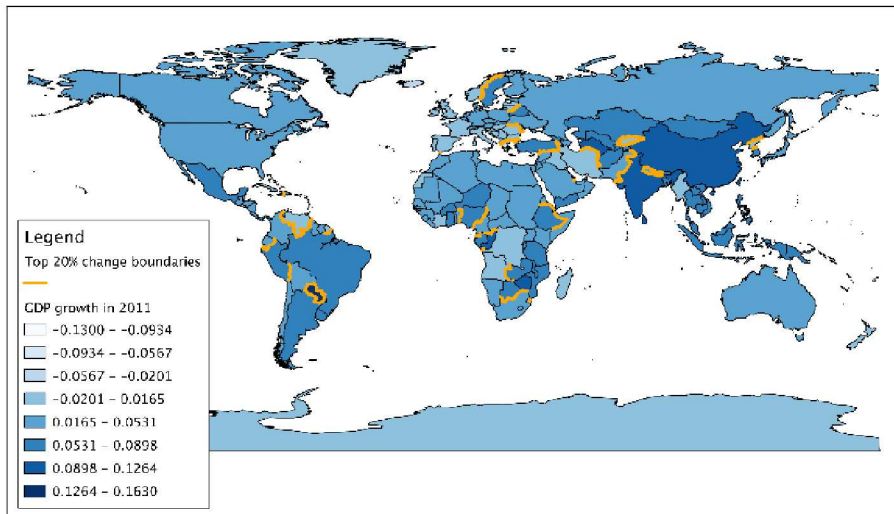 Legend
Top 20% change boundaries
GDP growth in 2011
-0.1300 - -0.0934
-0.0934 - -0.0567
-0.0567 - -0.0201
-0.0201 - 0.0165
0.0165 - 0.0531
0.0531 - 0.0898
0.0898 - 0.1264
0.1264 - 0.1630